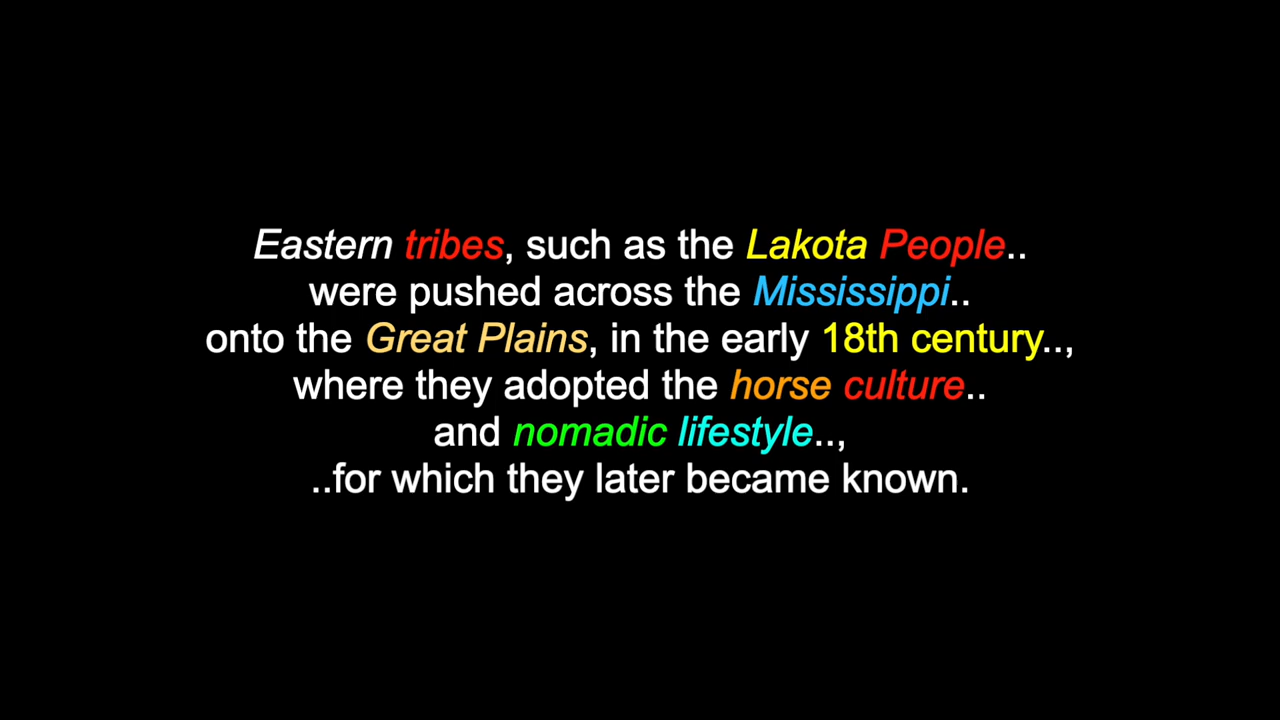 Eastern tribes, such as the Lakota People..
were pushed across the Mississippi..
onto the Great Plains, in the early 18th century..,
where they adopted the horse culture..
and nomadic lifestyle..,
..for which they later became known.